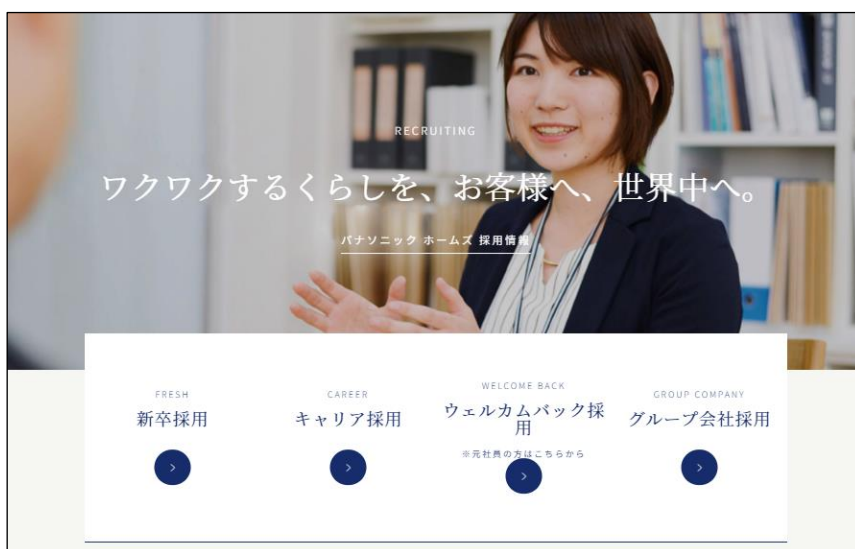 RECRUITING
ワクワクするくらしを、お客様へ、世界中へ。
パナソニック ホームズ 採用情報
FRESH
新卒採用
CAREER
キャリア採用
WELCOME BACK
ウェルカムバック採
用
※元社員の方はこちらから
GROUP COMPANY
グループ会社採用